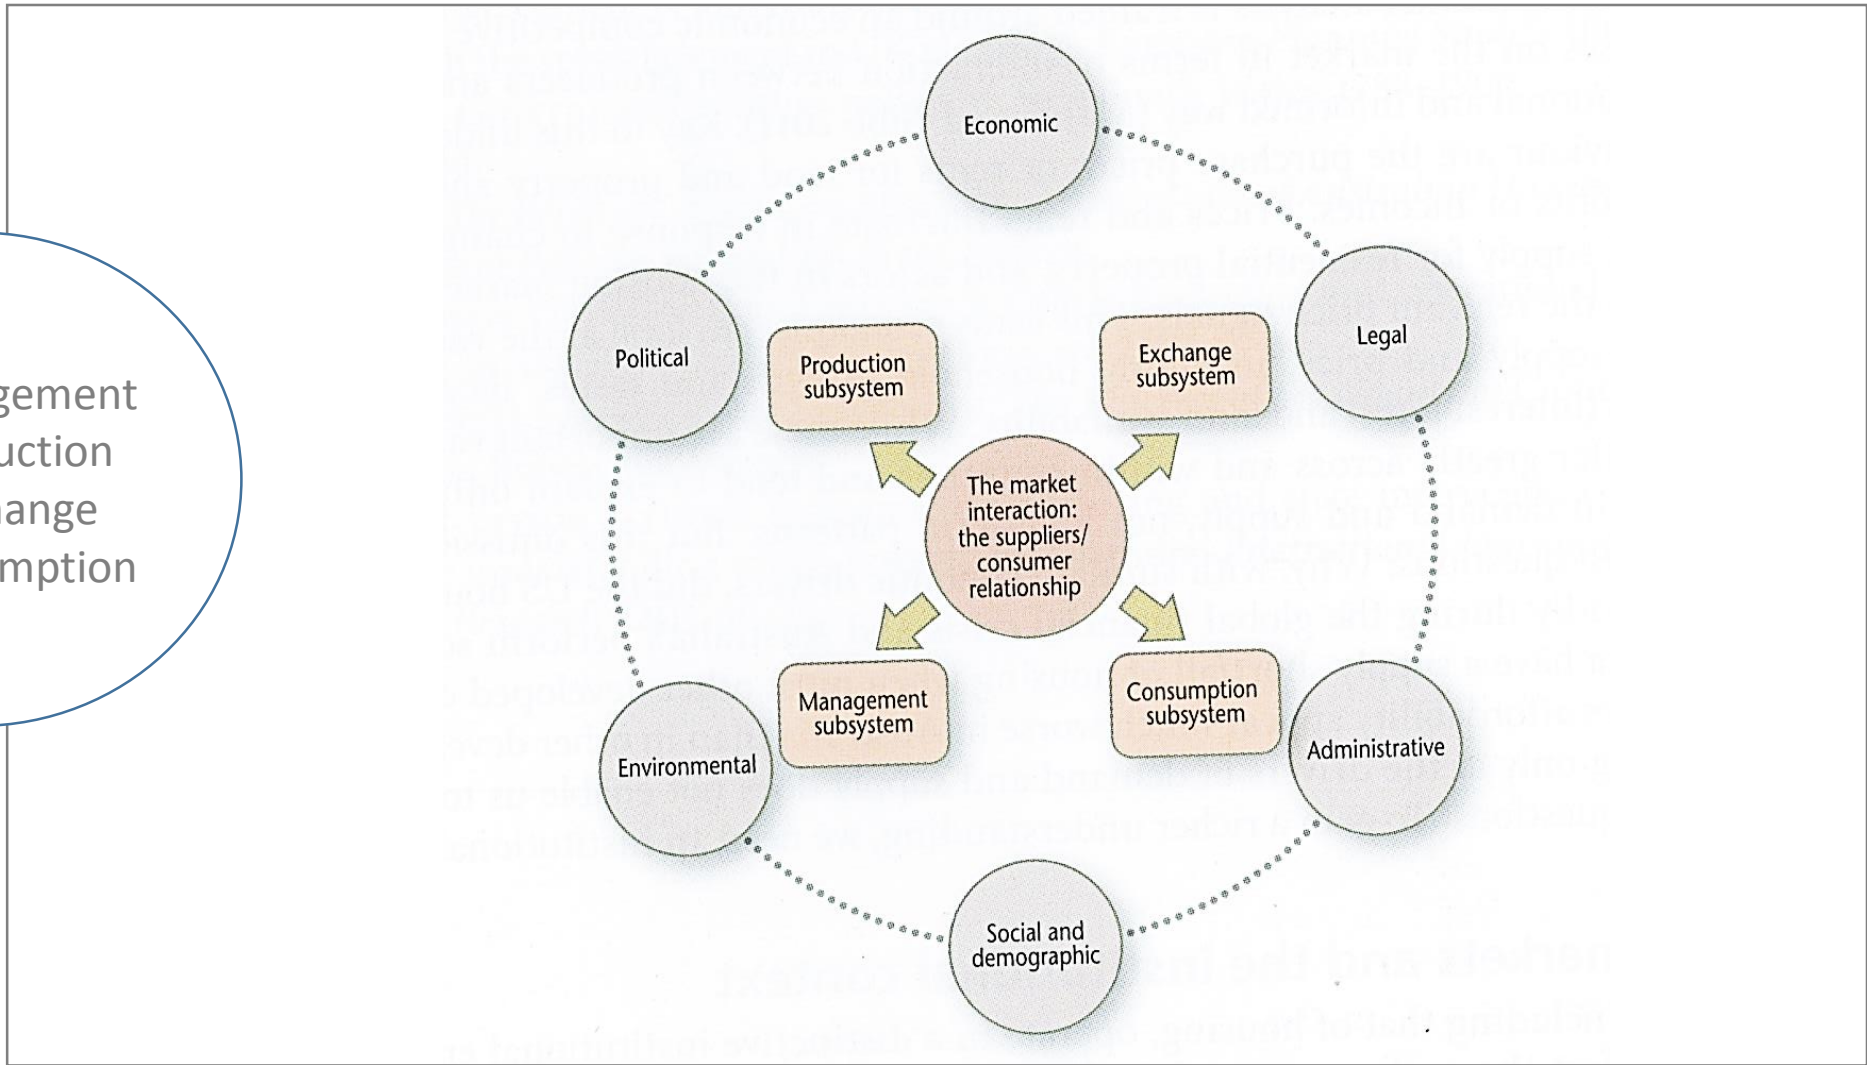 gement
uction
ange
mption
Economic
Political
Legal
Production
subsystem
Exchange
subsystem
The market
interaction:
the suppliers/
consumer
relationship
Management
subsystem
Consumption
subsystem
Environmental
Administrative
Social and
demographic